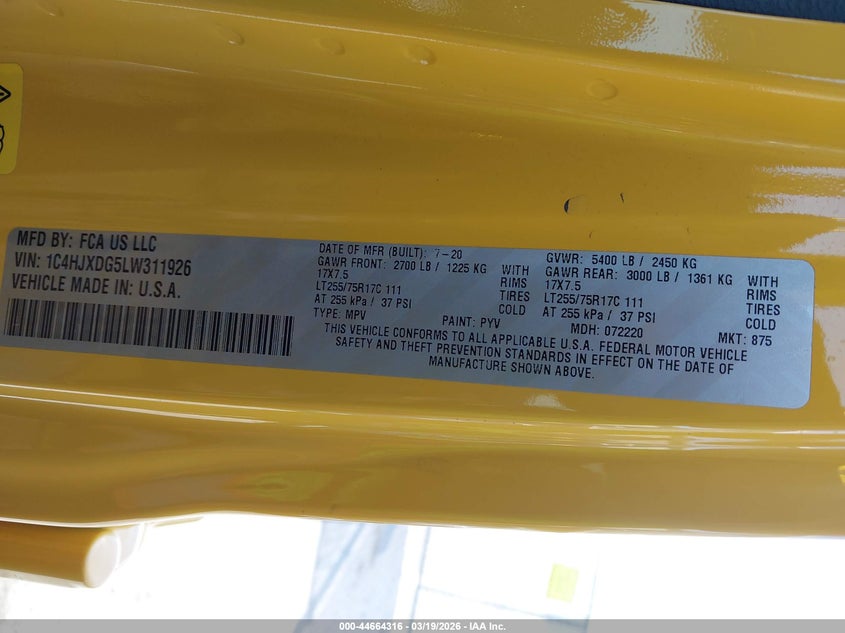 MFD BY: FCA US LLC
VIN: 1C4HJXDG5LW311926
VEHICLE MADE IN: U.S.A.
DATE OF MFR (BUILT): 7-20
GAWR FRONT: 2700 LB / 1225 KG WITH
17X7.5 RIMS
LT255/75R17C 111 TIRES
AT 255 kPa / 37 PSI COLD
TYPE: MPV PAINT: PYV
GVWR: 5400 LB / 2450 KG
GAWR REAR: 3000 LB / 1361 KG WITH
17X7.5 RIMS
LT255/75R17C 111 TIRES
AT 255 kPa / 37 PSI COLD
MDH: 072220 MKT: 875
THIS VEHICLE CONFORMS TO ALL APPLICABLE U.S.A. FEDERAL MOTOR VEHICLE
SAFETY AND THEFT PREVENTION STANDARDS IN EFFECT ON THE DATE OF
MANUFACTURE SHOWN ABOVE.
000-44664316 - 03/19/2026 - IAA Inc.